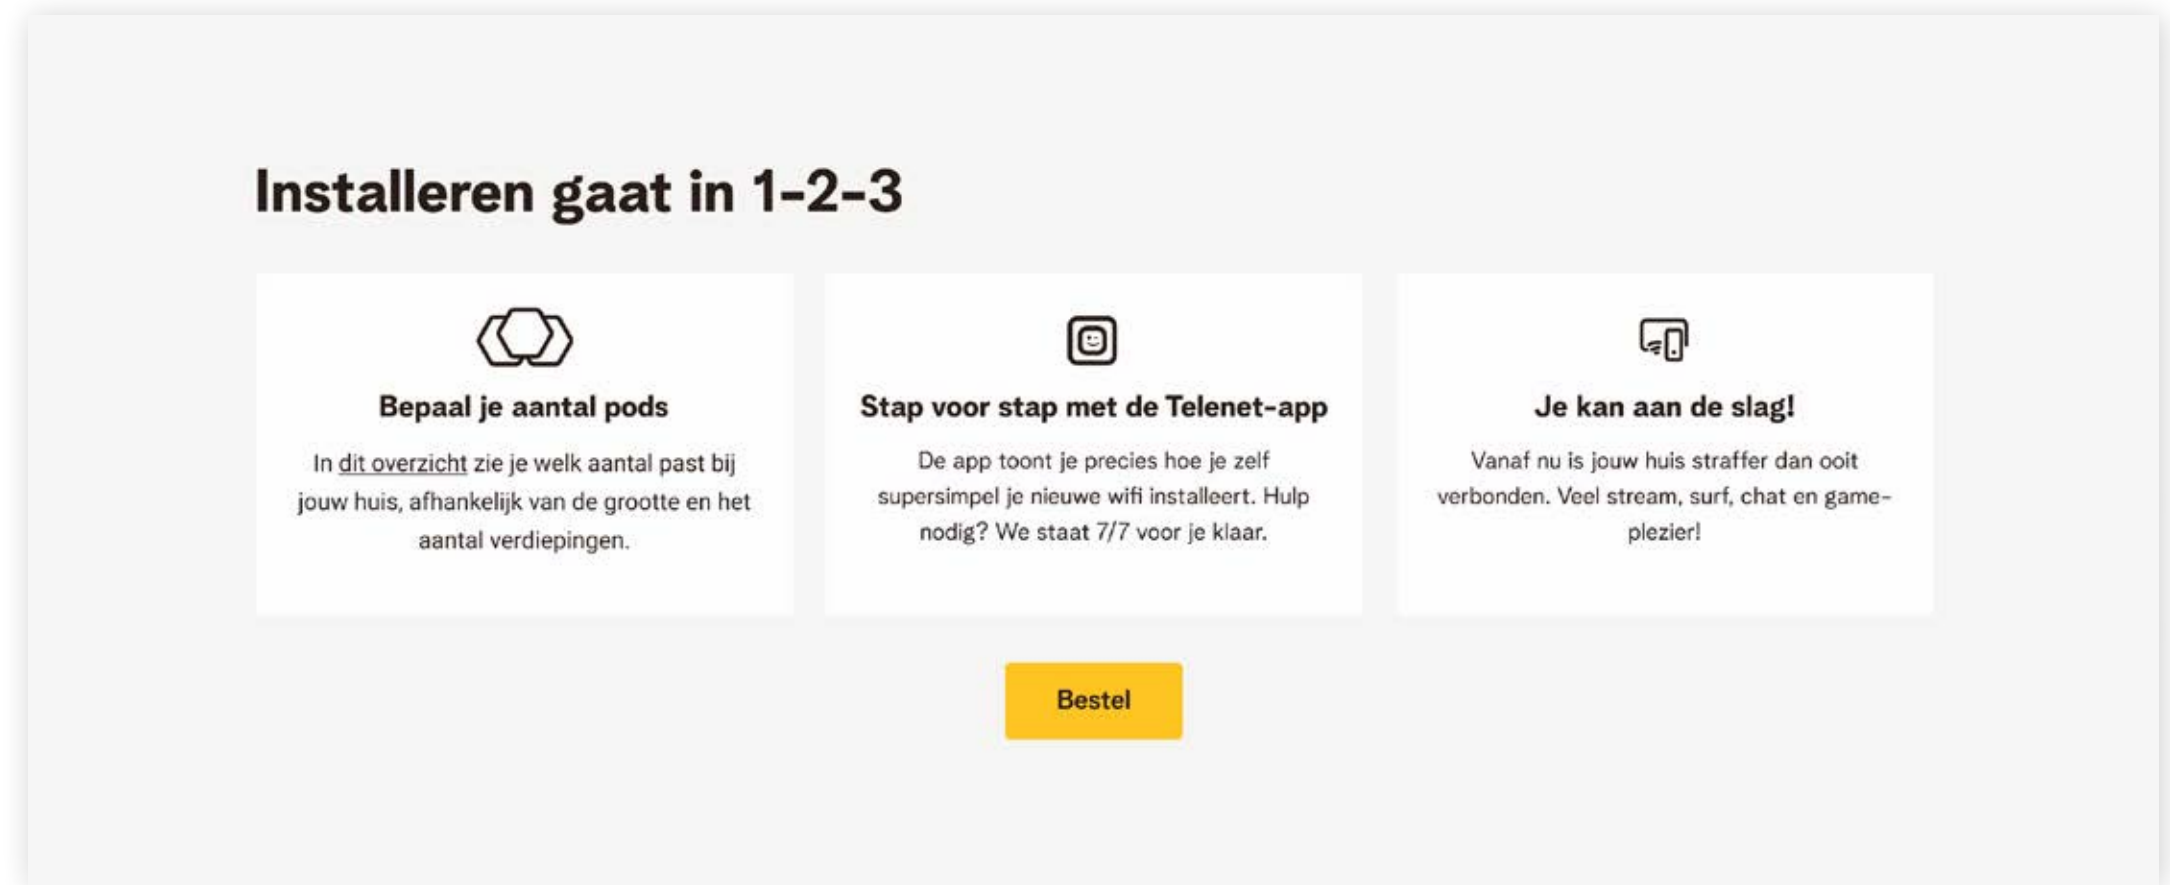 Installeren gaat in 1-2-3
Bepaal je aantal pods
In dit overzicht zie je welk aantal past bij
jouw huis, afhankelijk van de grootte en het
aantal verdiepingen.
Stap voor stap met de Telenet-app
De app toont je precies hoe je zelf
supersimpel je nieuwe wifi installeert. Hulp
nodig? We staat 7/7 voor je klaar.
Je kan aan de slag!
Vanaf nu is jouw huis straffer dan ooit
verbonden. Veel stream, surf, chat en game-
plezier!
Bestel